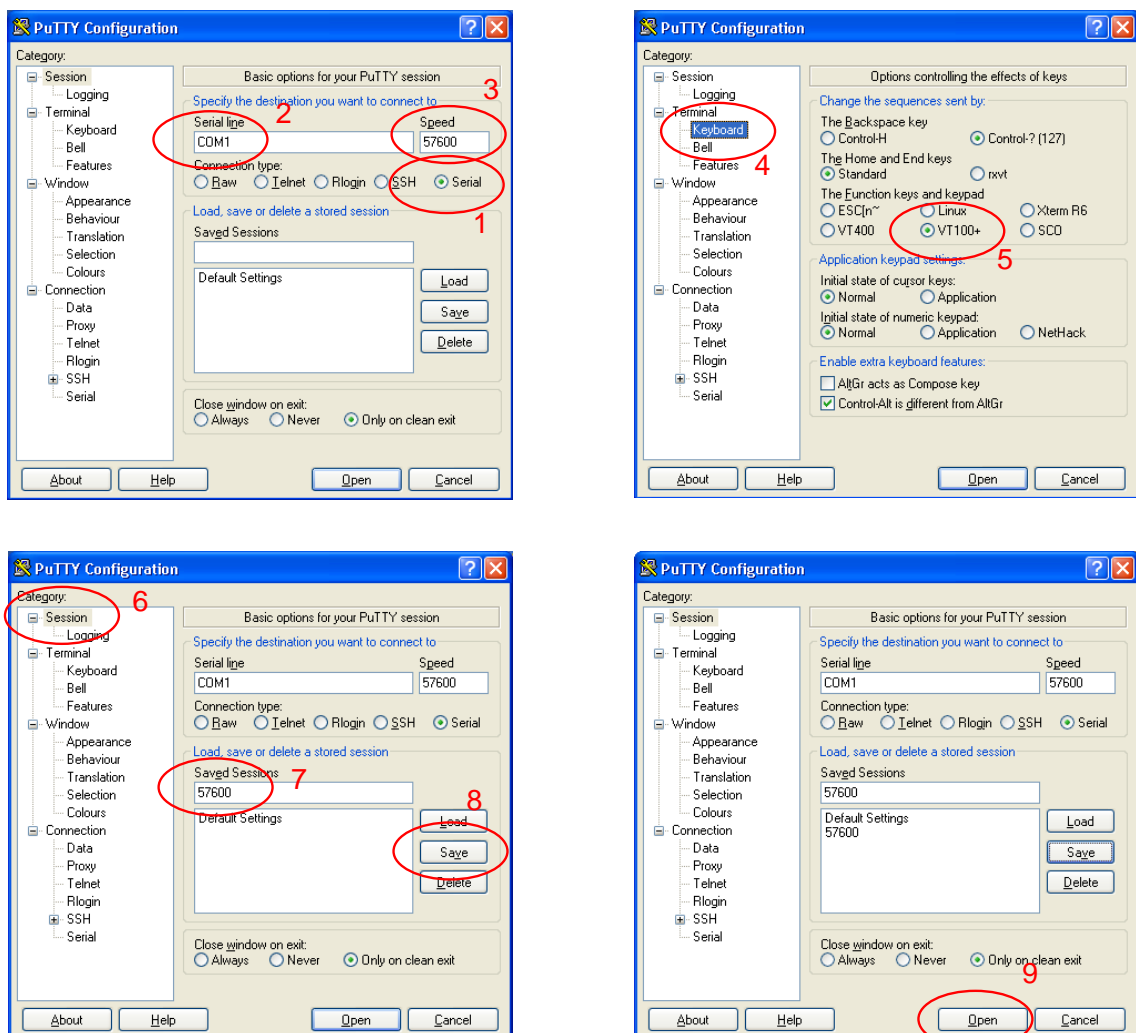 PuTTY Configuration
Category:
Session
Logging
Terminal
Keyboard
Bell
Features
Window
Appearance
Behaviour
Translation
Selection
Colours
Connection
Data
Proxy
Telnet
Rlogin
SSH
Serial
Basic options for your PuTTY session
Specify the destination you want to connect to
3
Serial line 2 Speed
COM1 57600
Connection type:
Raw Telnet Rlogin SSH Serial
1
Load, save or delete a stored session
Saved Sessions
Default Settings
Load
Save
Delete
Close window on exit:
Always Never Only on clean exit
About Help Open Cancel
PuTTY Configuration
Category:
Session
Logging
Terminal
Keyboard
Bell
Features
4
Window
Appearance
Behaviour
Translation
Selection
Colours
Connection
Data
Proxy
Telnet
Rlogin
SSH
Serial
Options controlling the effects of keys
Change the sequences sent by:
The Backspace key
Control-H Control-? (127)
The Home and End keys
Standard rxvt
The Function keys and keypad
ESC[n~ Linux Xterm R6
VT400 VT100+ SCO
5
Application keypad settings:
Initial state of cursor keys:
Normal Application
Initial state of numeric keypad:
Normal Application NetHack
Enable extra keyboard features:
AltGr acts as Compose key
Control-Alt is different from AltGr
About Help Open Cancel
PuTTY Configuration
Category:
6
Session
Logging
Terminal
Keyboard
Bell
Features
Window
Appearance
Behaviour
Translation
Selection
Colours
Connection
Data
Proxy
Telnet
Rlogin
SSH
Serial
Basic options for your PuTTY session
Specify the destination you want to connect to
Serial line Speed
COM1 57600
Connection type:
Raw Telnet Rlogin SSH Serial
Load, save or delete a stored session
Saved Sessions 7
57600
8
Default Settings
Load
Save
Delete
Close window on exit:
Always Never Only on clean exit
About Help Open Cancel
PuTTY Configuration
Category:
Session
Logging
Terminal
Keyboard
Bell
Features
Window
Appearance
Behaviour
Translation
Selection
Colours
Connection
Data
Proxy
Telnet
Rlogin
SSH
Serial
Basic options for your PuTTY session
Specify the destination you want to connect to
Serial line Speed
COM1 57600
Connection type:
Raw Telnet Rlogin SSH Serial
Load, save or delete a stored session
Saved Sessions
57600
Default Settings
57600
Load
Save
Delete
Close window on exit:
Always Never Only on clean exit
9
About Help Open Cancel